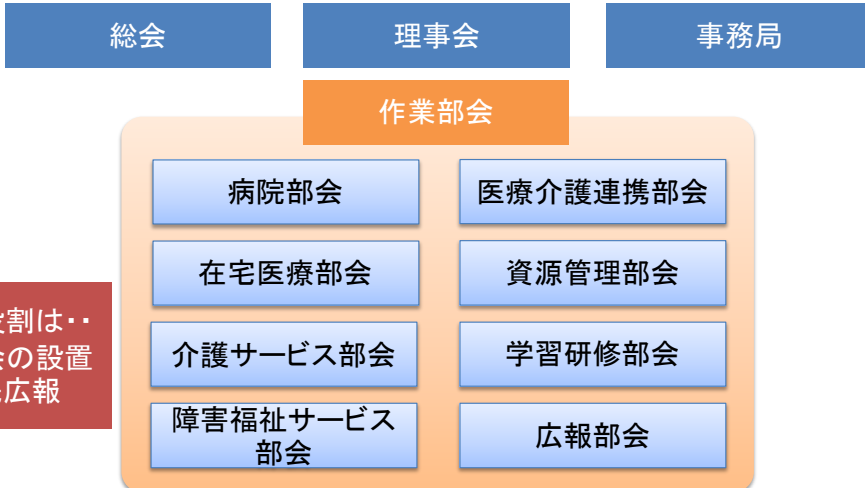 総会
理事会
事務局
作業部会
病院部会
医療介護連携部会
在宅医療部会
資源管理部会
割は・・
の設置
広報
介護サービス部会
学習研修部会
障害福祉サービス
部会
広報部会